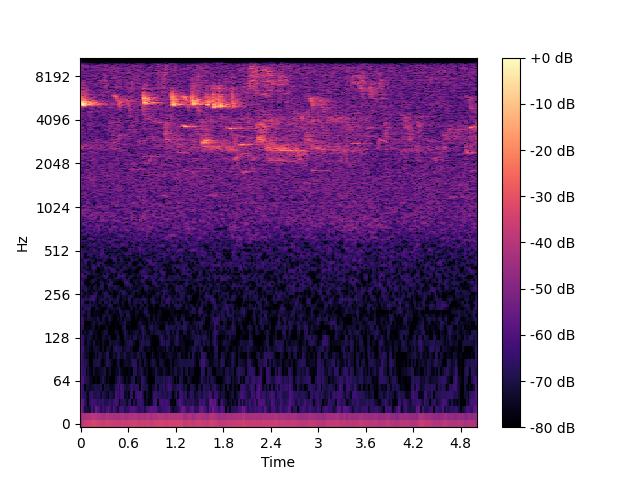 8192
4096
2048
1024
512
256
128
64
0
Hz
0 0.6 1.2 1.8 2.4 3 3.6 4.2 4.8
Time
+0 dB
-10 dB
-20 dB
-30 dB
-40 dB
-50 dB
-60 dB
-70 dB
-80 dB